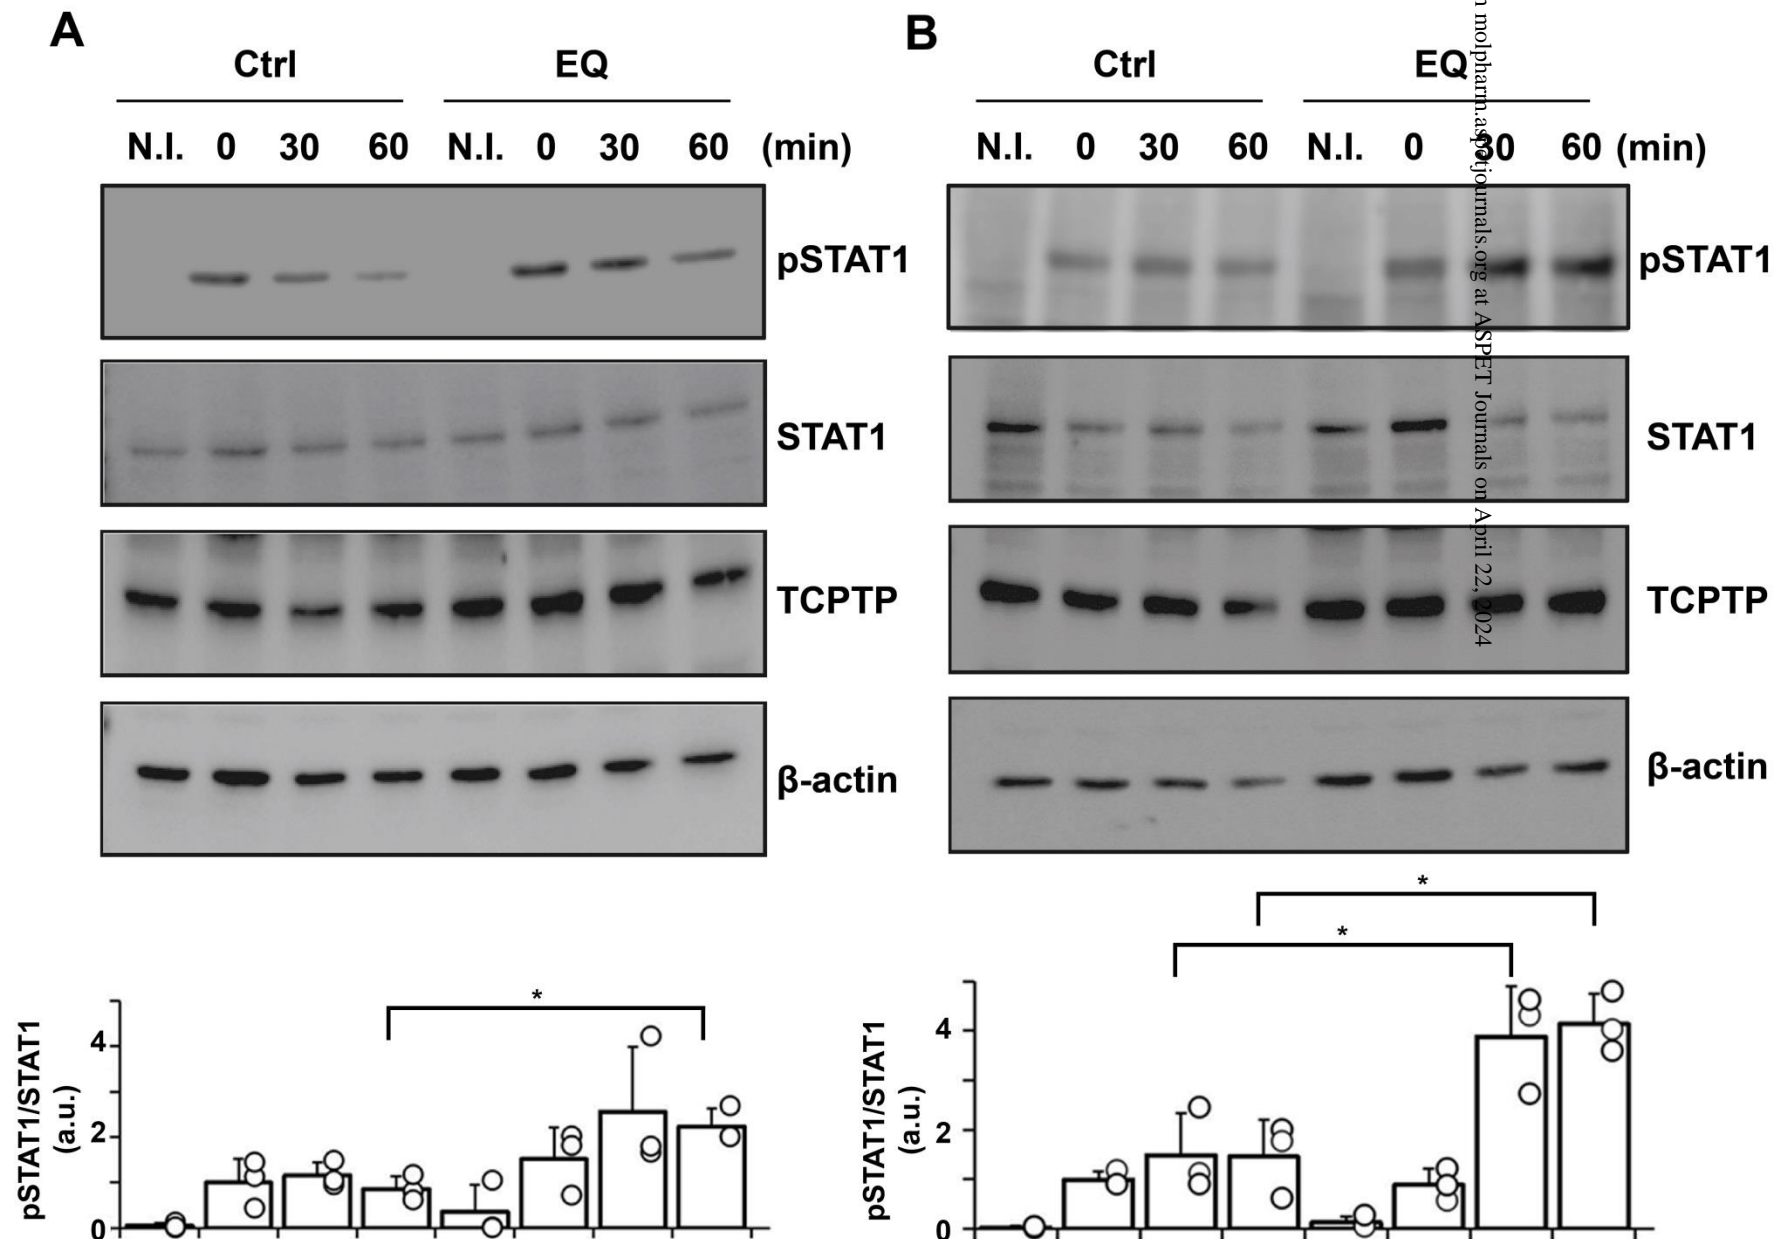 A
Ctrl EQ
N.I. 0 30 60 N.I. 0 30 60 (min)
pSTAT1
STAT1
TCPTP
β-actin
*
pSTAT1/STAT1
(a.u.)
4
2
0
B
Ctrl EQ
N.I. 0 30 60 N.I. 0 30 60 (min)
pSTAT1
STAT1
TCPTP
β-actin
*
*
pSTAT1/STAT1
(a.u.)
4
2
0
molpharm.aspetjournals.org at ASPET Journals on April 22, 2024